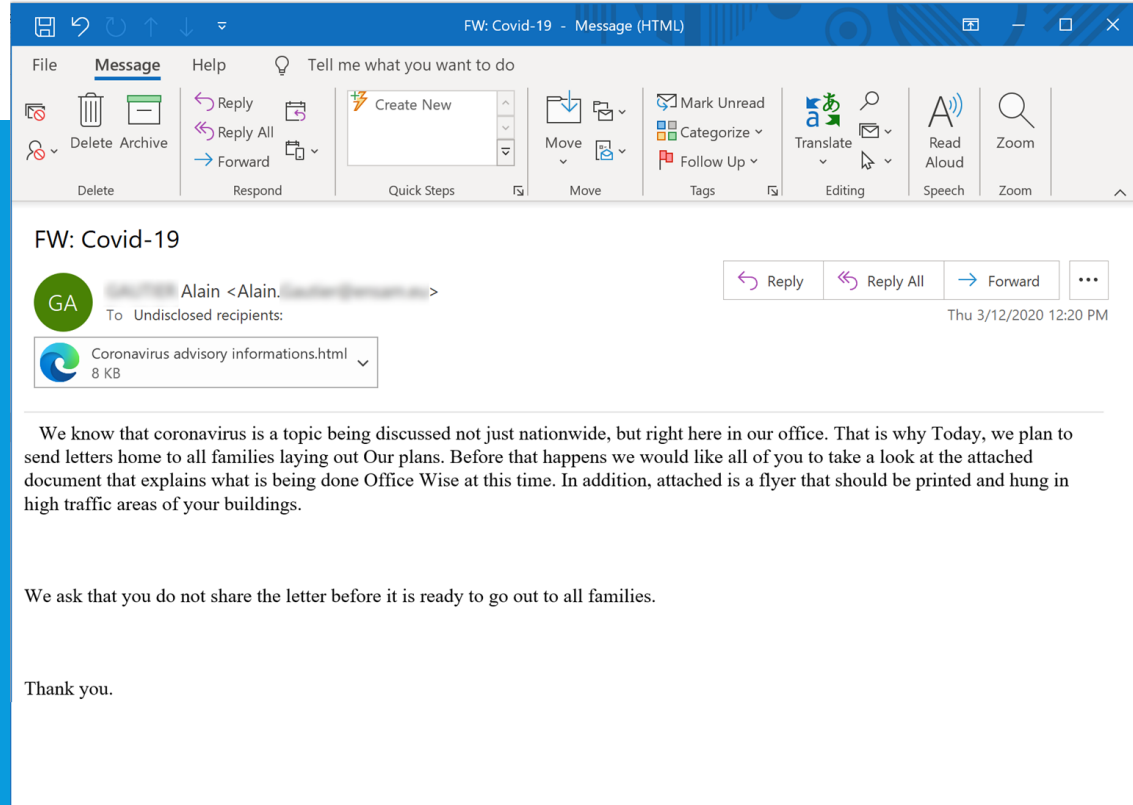 FW: Covid-19 - Message (HTML)
File Message Help Tell me what you want to do
Delete Archive
Reply
Reply All
Forward
Create New
Move
Mark Unread
Categorize
Follow Up
Translate
Read Aloud
Zoom
Delete Respond Quick Steps Move Tags Editing Speech Zoom
FW: Covid-19
GA
Alain <Alain. >
To Undisclosed recipients:
Reply Reply All Forward
Thu 3/12/2020 12:20 PM
Coronavirus advisory informations.html
8 KB
We know that coronavirus is a topic being discussed not just nationwide, but right here in our office. That is why Today, we plan to
send letters home to all families laying out Our plans. Before that happens we would like all of you to take a look at the attached
document that explains what is being done Office Wise at this time. In addition, attached is a flyer that should be printed and hung in
high traffic areas of your buildings.
We ask that you do not share the letter before it is ready to go out to all families.
Thank you.